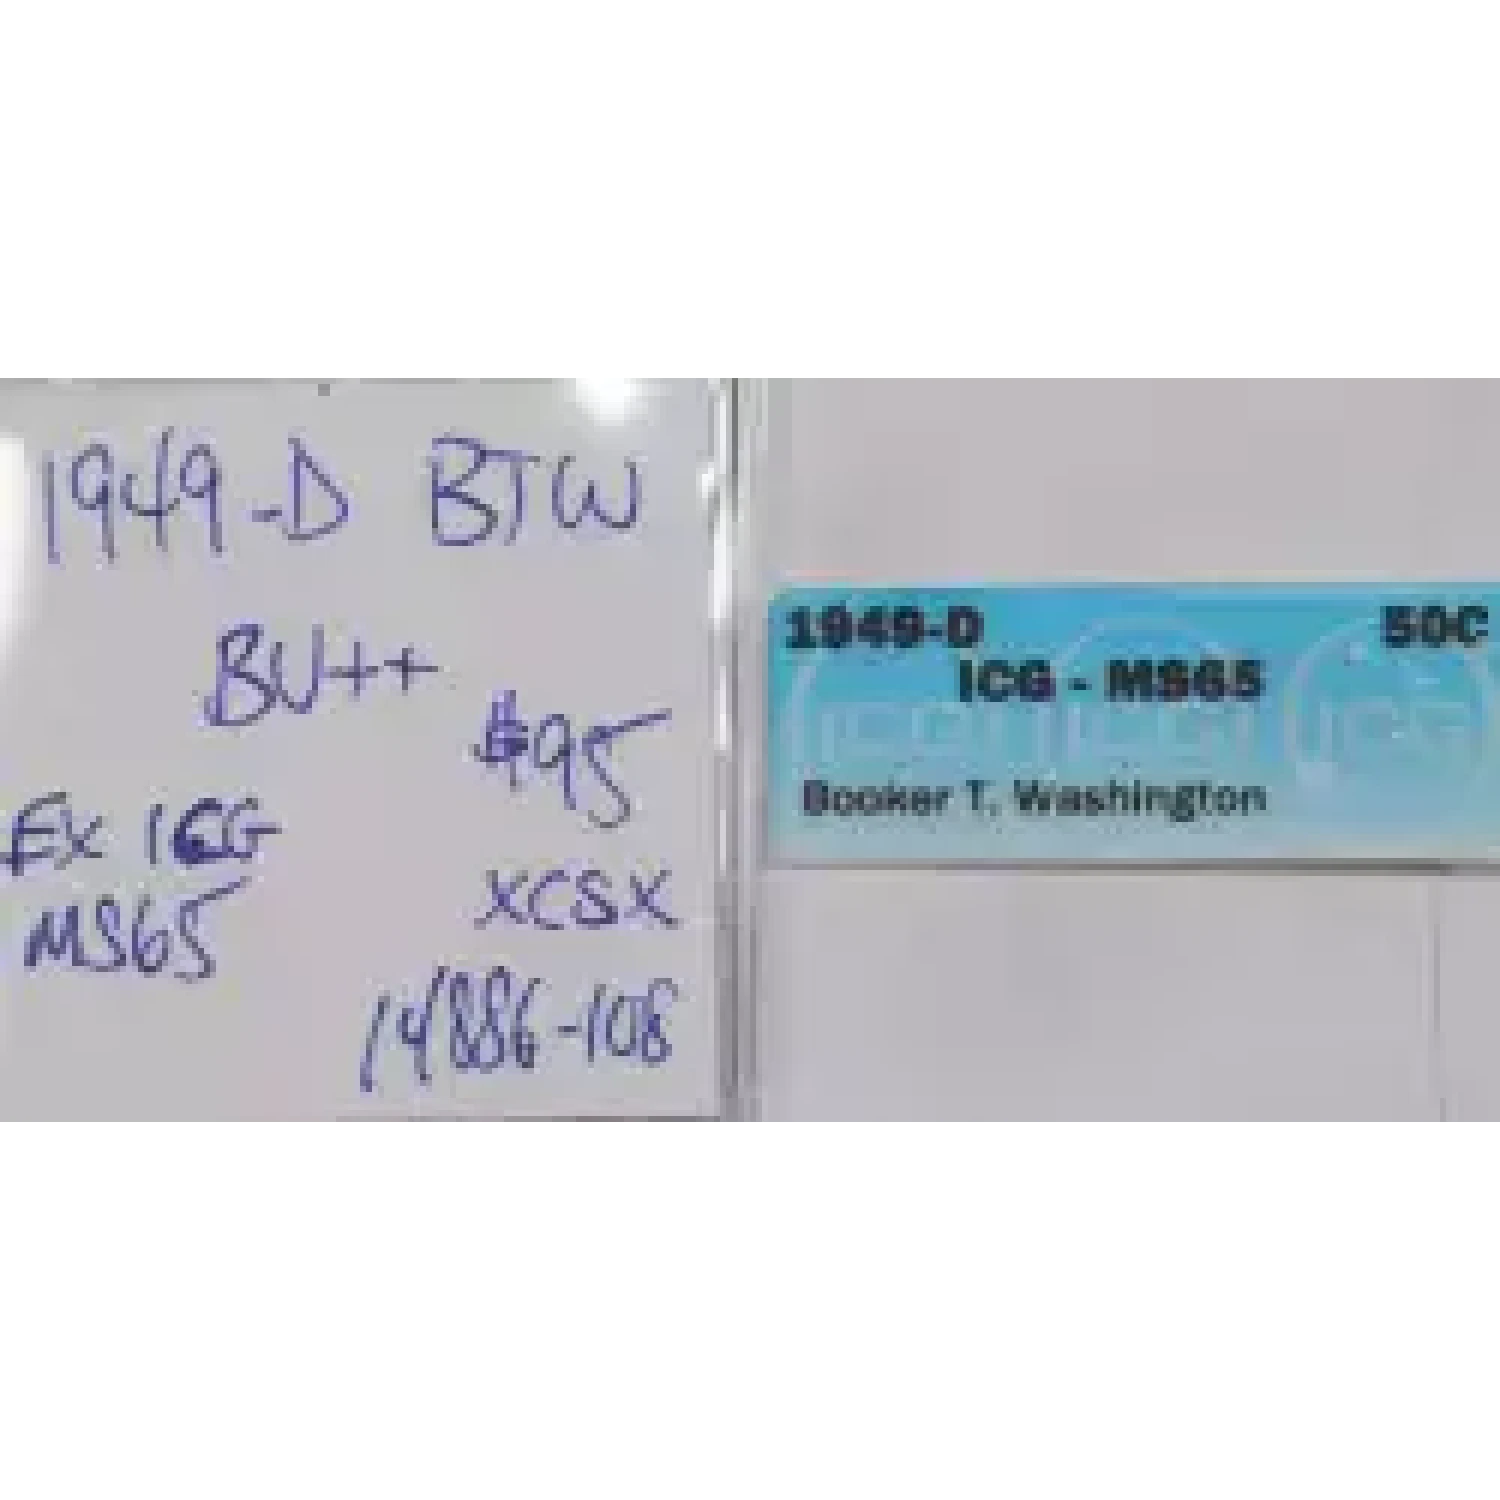 1949-D BTW
BU++
$95
EX ICG
MS65
XCSX
14886-108
1949-D 50C
ICG - MS65
Booker T. Washington